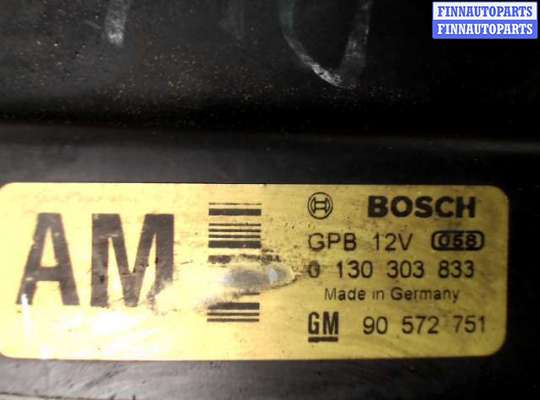 FINNAUTOPARTS
FINNAUTOPARTS
AM
BOSCH
GPB 12V 058
0 130 303 833
Made in Germany
GM 90 572 751